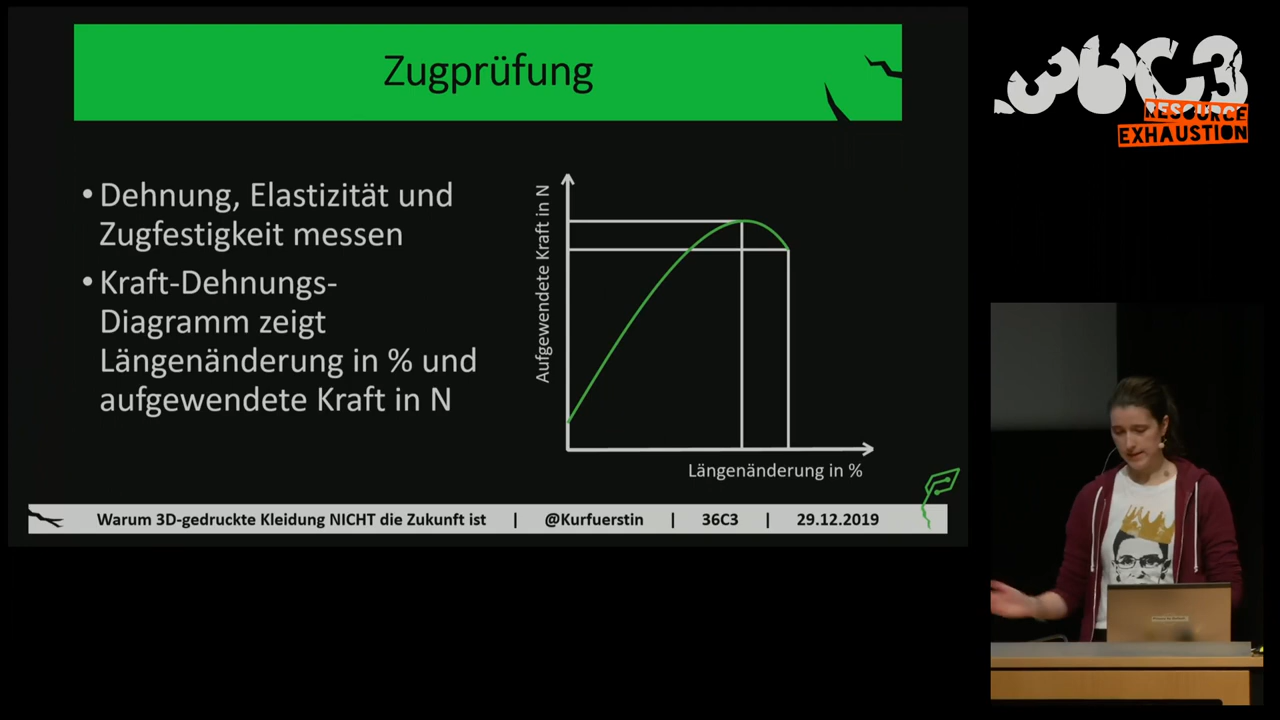 Zugprüfung
• Dehnung, Elastizität und
Zugfestigkeit messen
• Kraft-Dehnungs-
Diagramm zeigt
Längenänderung in % und
aufgewendete Kraft in N
Aufgewendete Kraft in N
Längenänderung in %
Warum 3D-gedruckte Kleidung NICHT die Zukunft ist | @Kurfuerstin | 36C3 | 29.12.2019
36C3
RESOURCE
EXHAUSTION